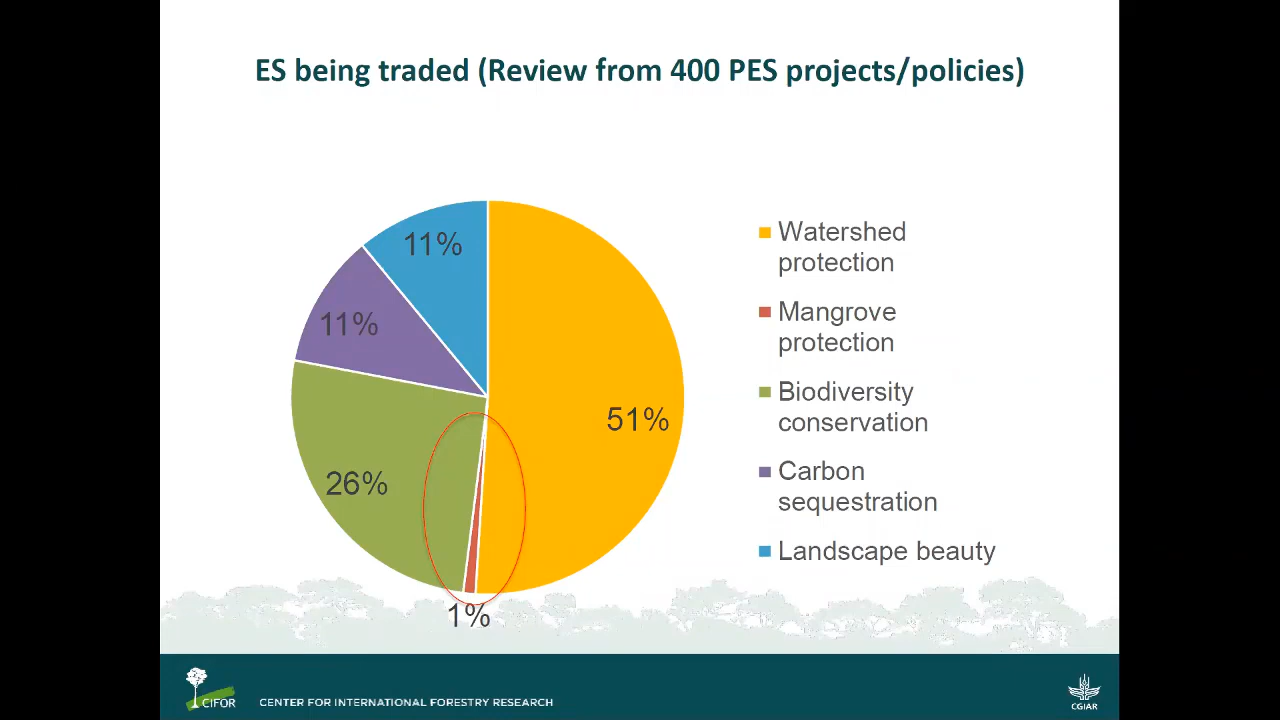 ES being traded (Review from 400 PES projects/policies)
11%
11%
51%
26%
1%
Watershed
protection
Mangrove
protection
Biodiversity
conservation
Carbon
sequestration
Landscape beauty
CIFOR
CENTER FOR INTERNATIONAL FORESTRY RESEARCH
CGIAR